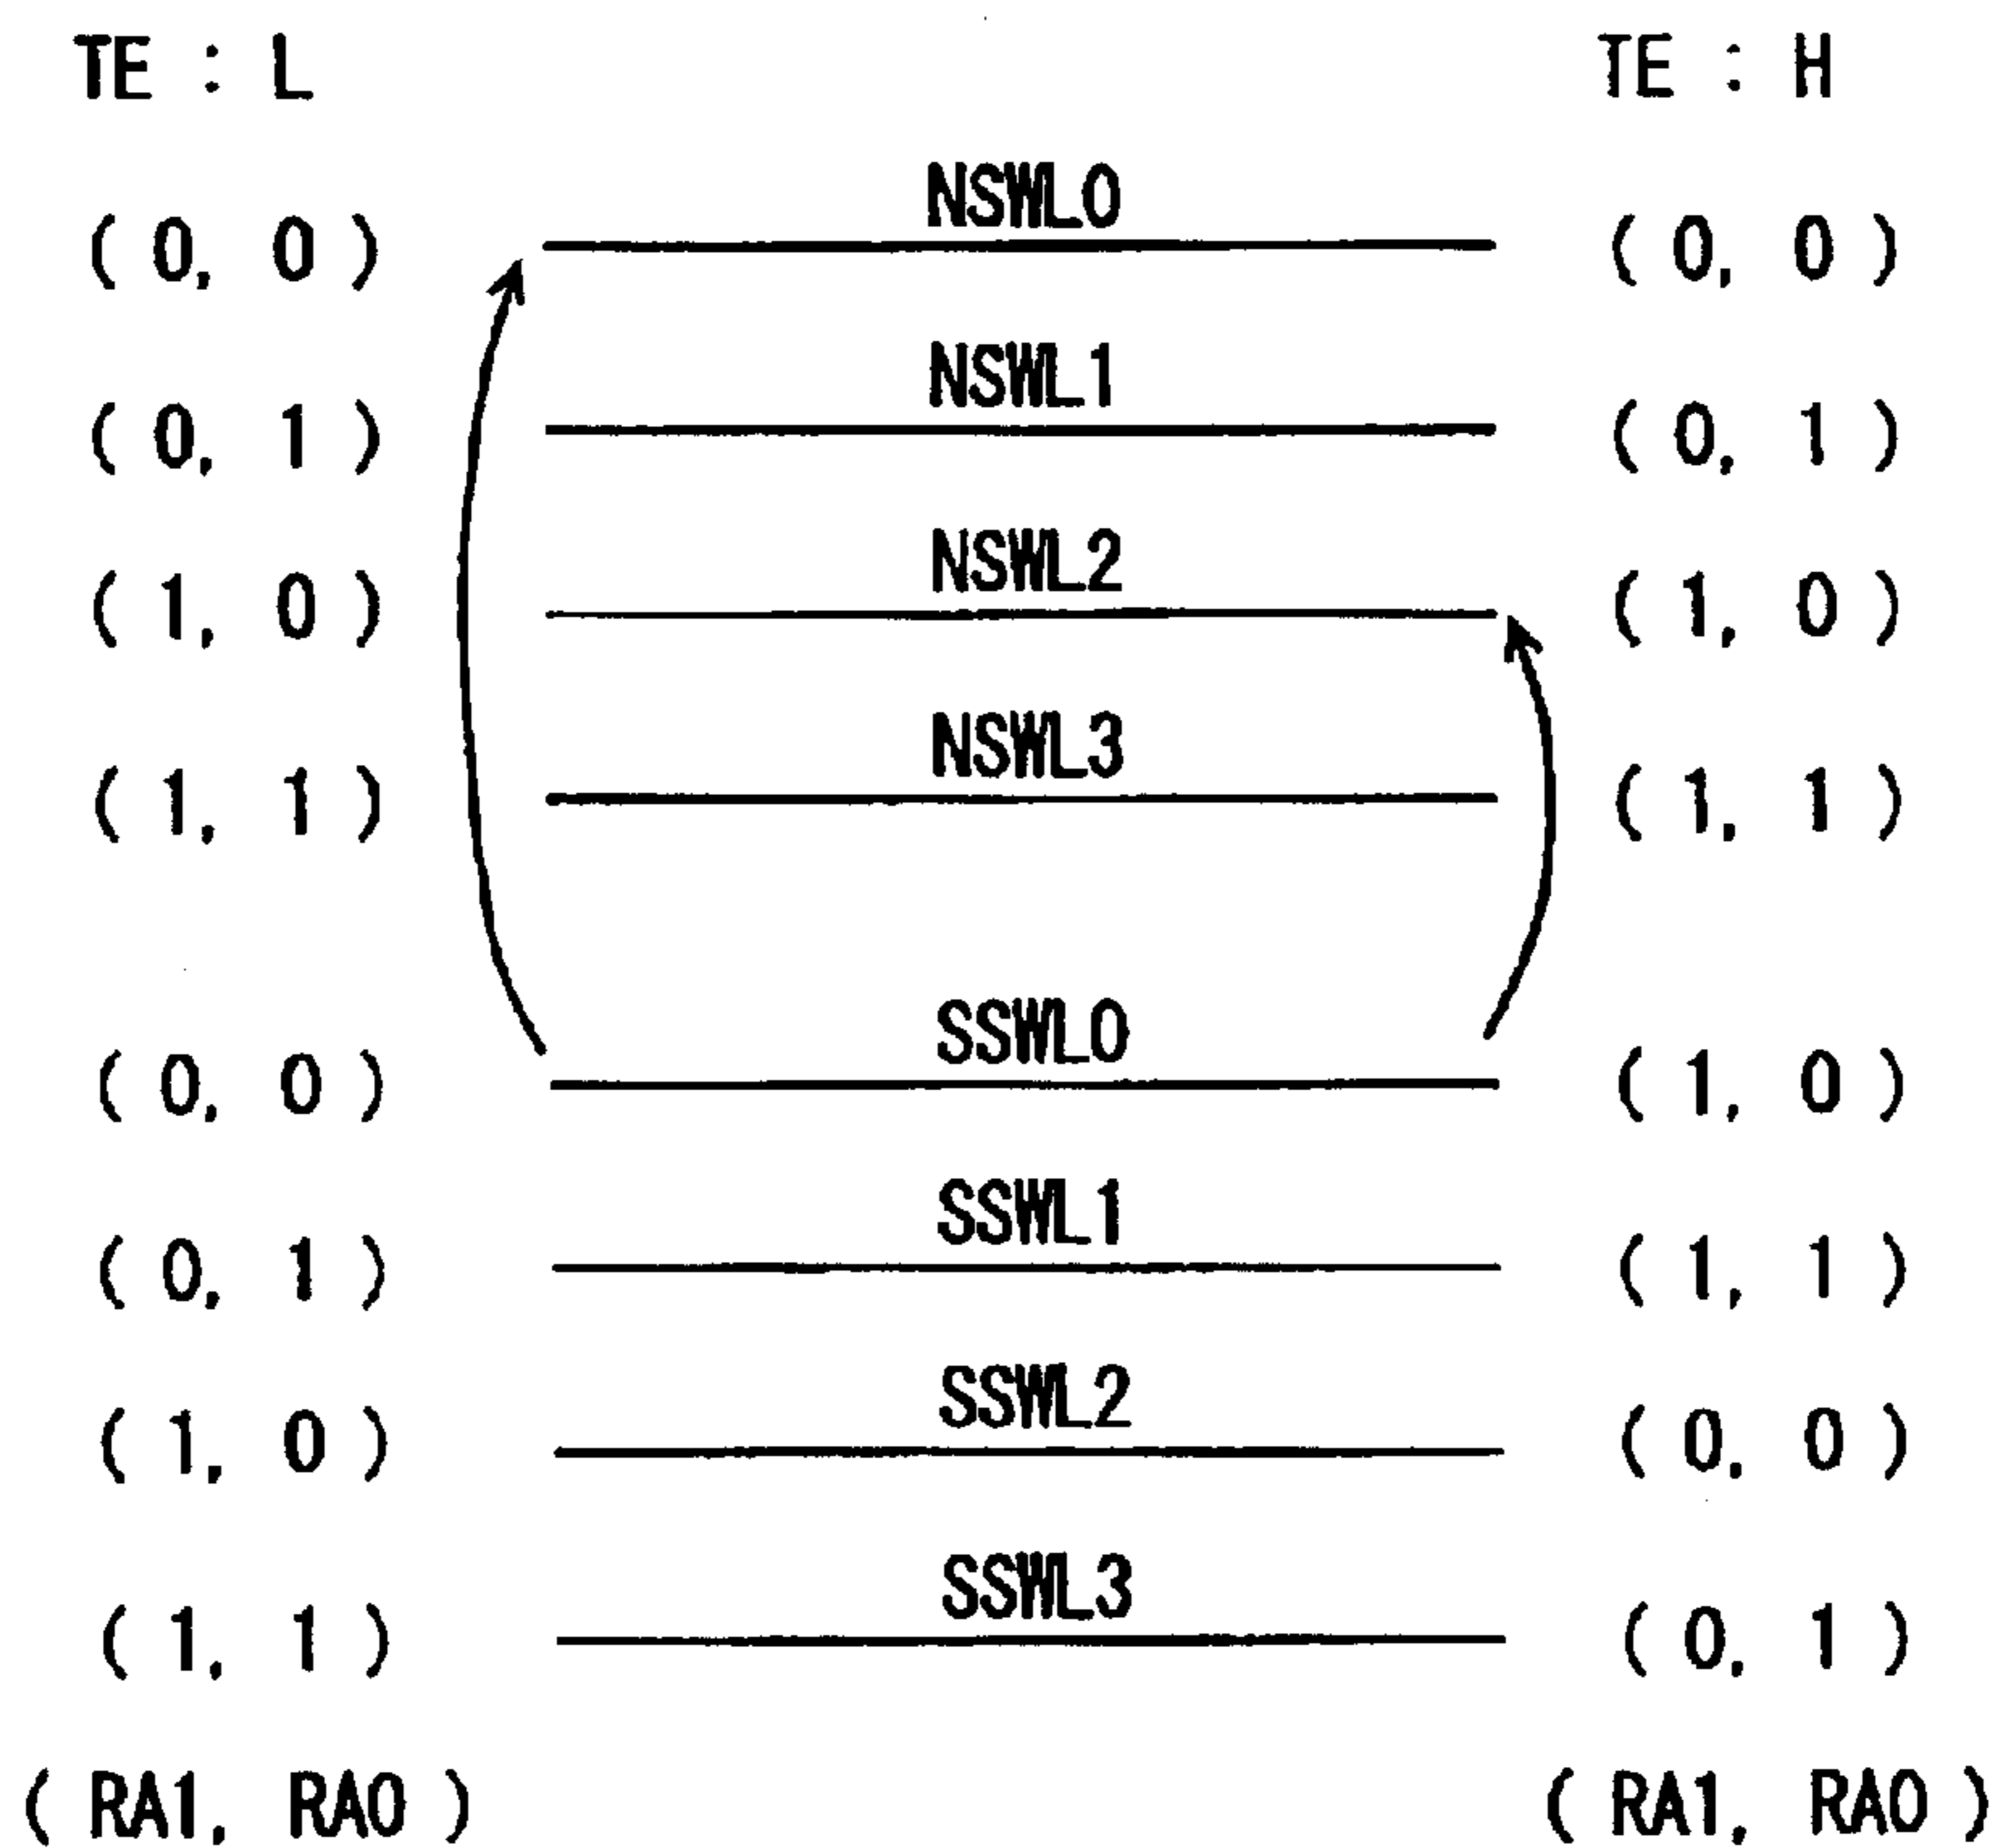 TE : L TE : H
NSWL0
( 0, 0 ) ( 0, 0 )
NSWL1
( 0, 1 ) ( 0, 1 )
NSWL2
( 1, 0 ) ( 1, 0 )
NSWL3
( 1, 1 ) ( 1, 1 )
SSWL0
( 0, 0 ) ( 1, 0 )
SSWL1
( 0, 1 ) ( 1, 1 )
SSWL2
( 1, 0 ) ( 0, 0 )
SSWL3
( 1, 1 ) ( 0, 1 )
( RA1, RA0 ) ( RA1, RA0 )